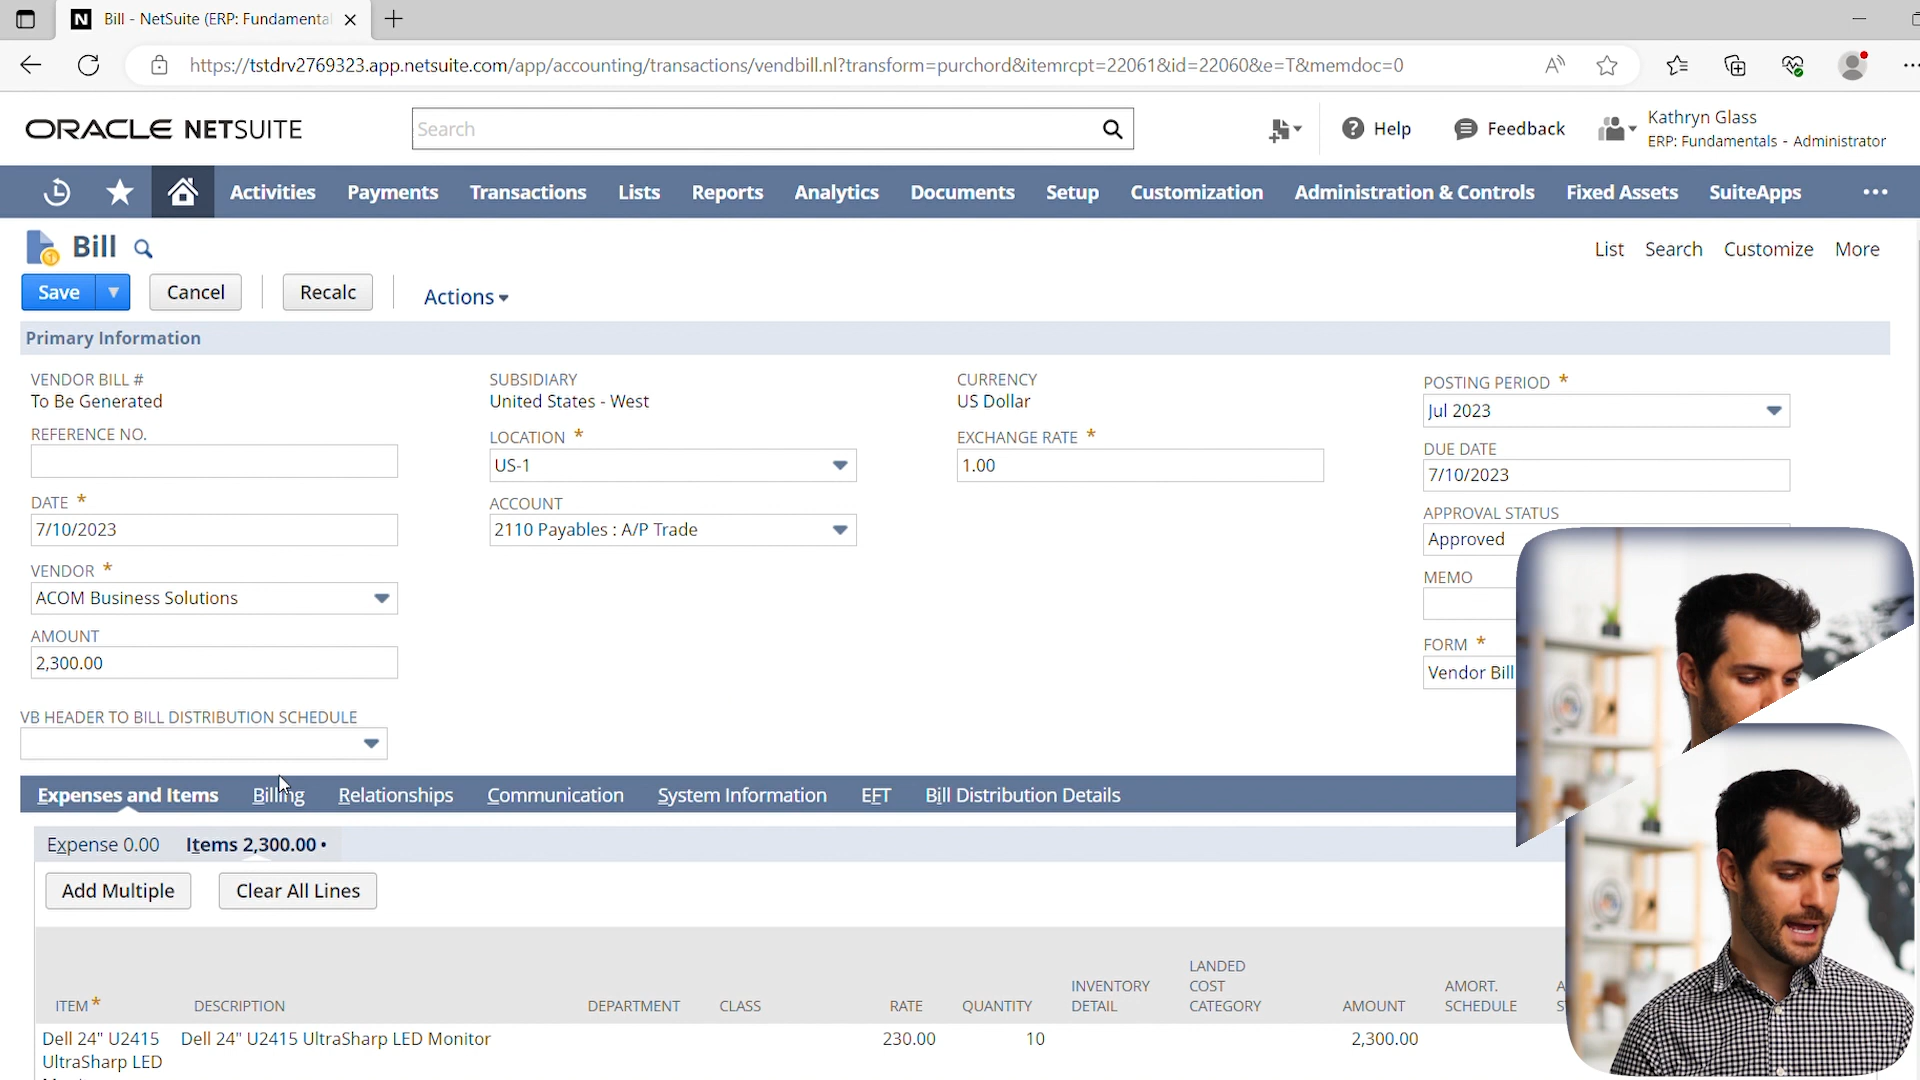 Bill - NetSuite (ERP: Fundamenta
https://tstdrv2769323.app.netsuite.com/app/accounting/transactions/vendbill.nl?transform=purchord&itemrcpt=22061&id=22060&e=T&memdoc=0
ORACLE NETSUITE
Search
Help
Feedback
Kathryn Glass
ERP: Fundamentals - Administrator
Activities Payments Transactions Lists Reports Analytics Documents Setup Customization Administration & Controls Fixed Assets SuiteApps
Bill
List Search Customize More
Save Cancel Recalc Actions
Primary Information
VENDOR BILL #
To Be Generated
REFERENCE NO.
DATE *
7/10/2023
VENDOR *
ACOM Business Solutions
AMOUNT
2,300.00
VB HEADER TO BILL DISTRIBUTION SCHEDULE
SUBSIDIARY
United States - West
LOCATION *
US-1
ACCOUNT
2110 Payables : A/P Trade
CURRENCY
US Dollar
EXCHANGE RATE *
1.00
POSTING PERIOD *
Jul 2023
DUE DATE
7/10/2023
APPROVAL STATUS
Approved
MEMO
FORM *
Vendor Bill
Expenses and Items Billing Relationships Communication System Information EFT Bill Distribution Details
Expense 0.00 Items 2,300.00 •
Add Multiple Clear All Lines
ITEM * DESCRIPTION DEPARTMENT CLASS RATE QUANTITY INVENTORY DETAIL LANDED COST CATEGORY AMOUNT AMORT. SCHEDULE
Dell 24" U2415 UltraSharp LED Dell 24" U2415 UltraSharp LED Monitor 230.00 10 2,300.00